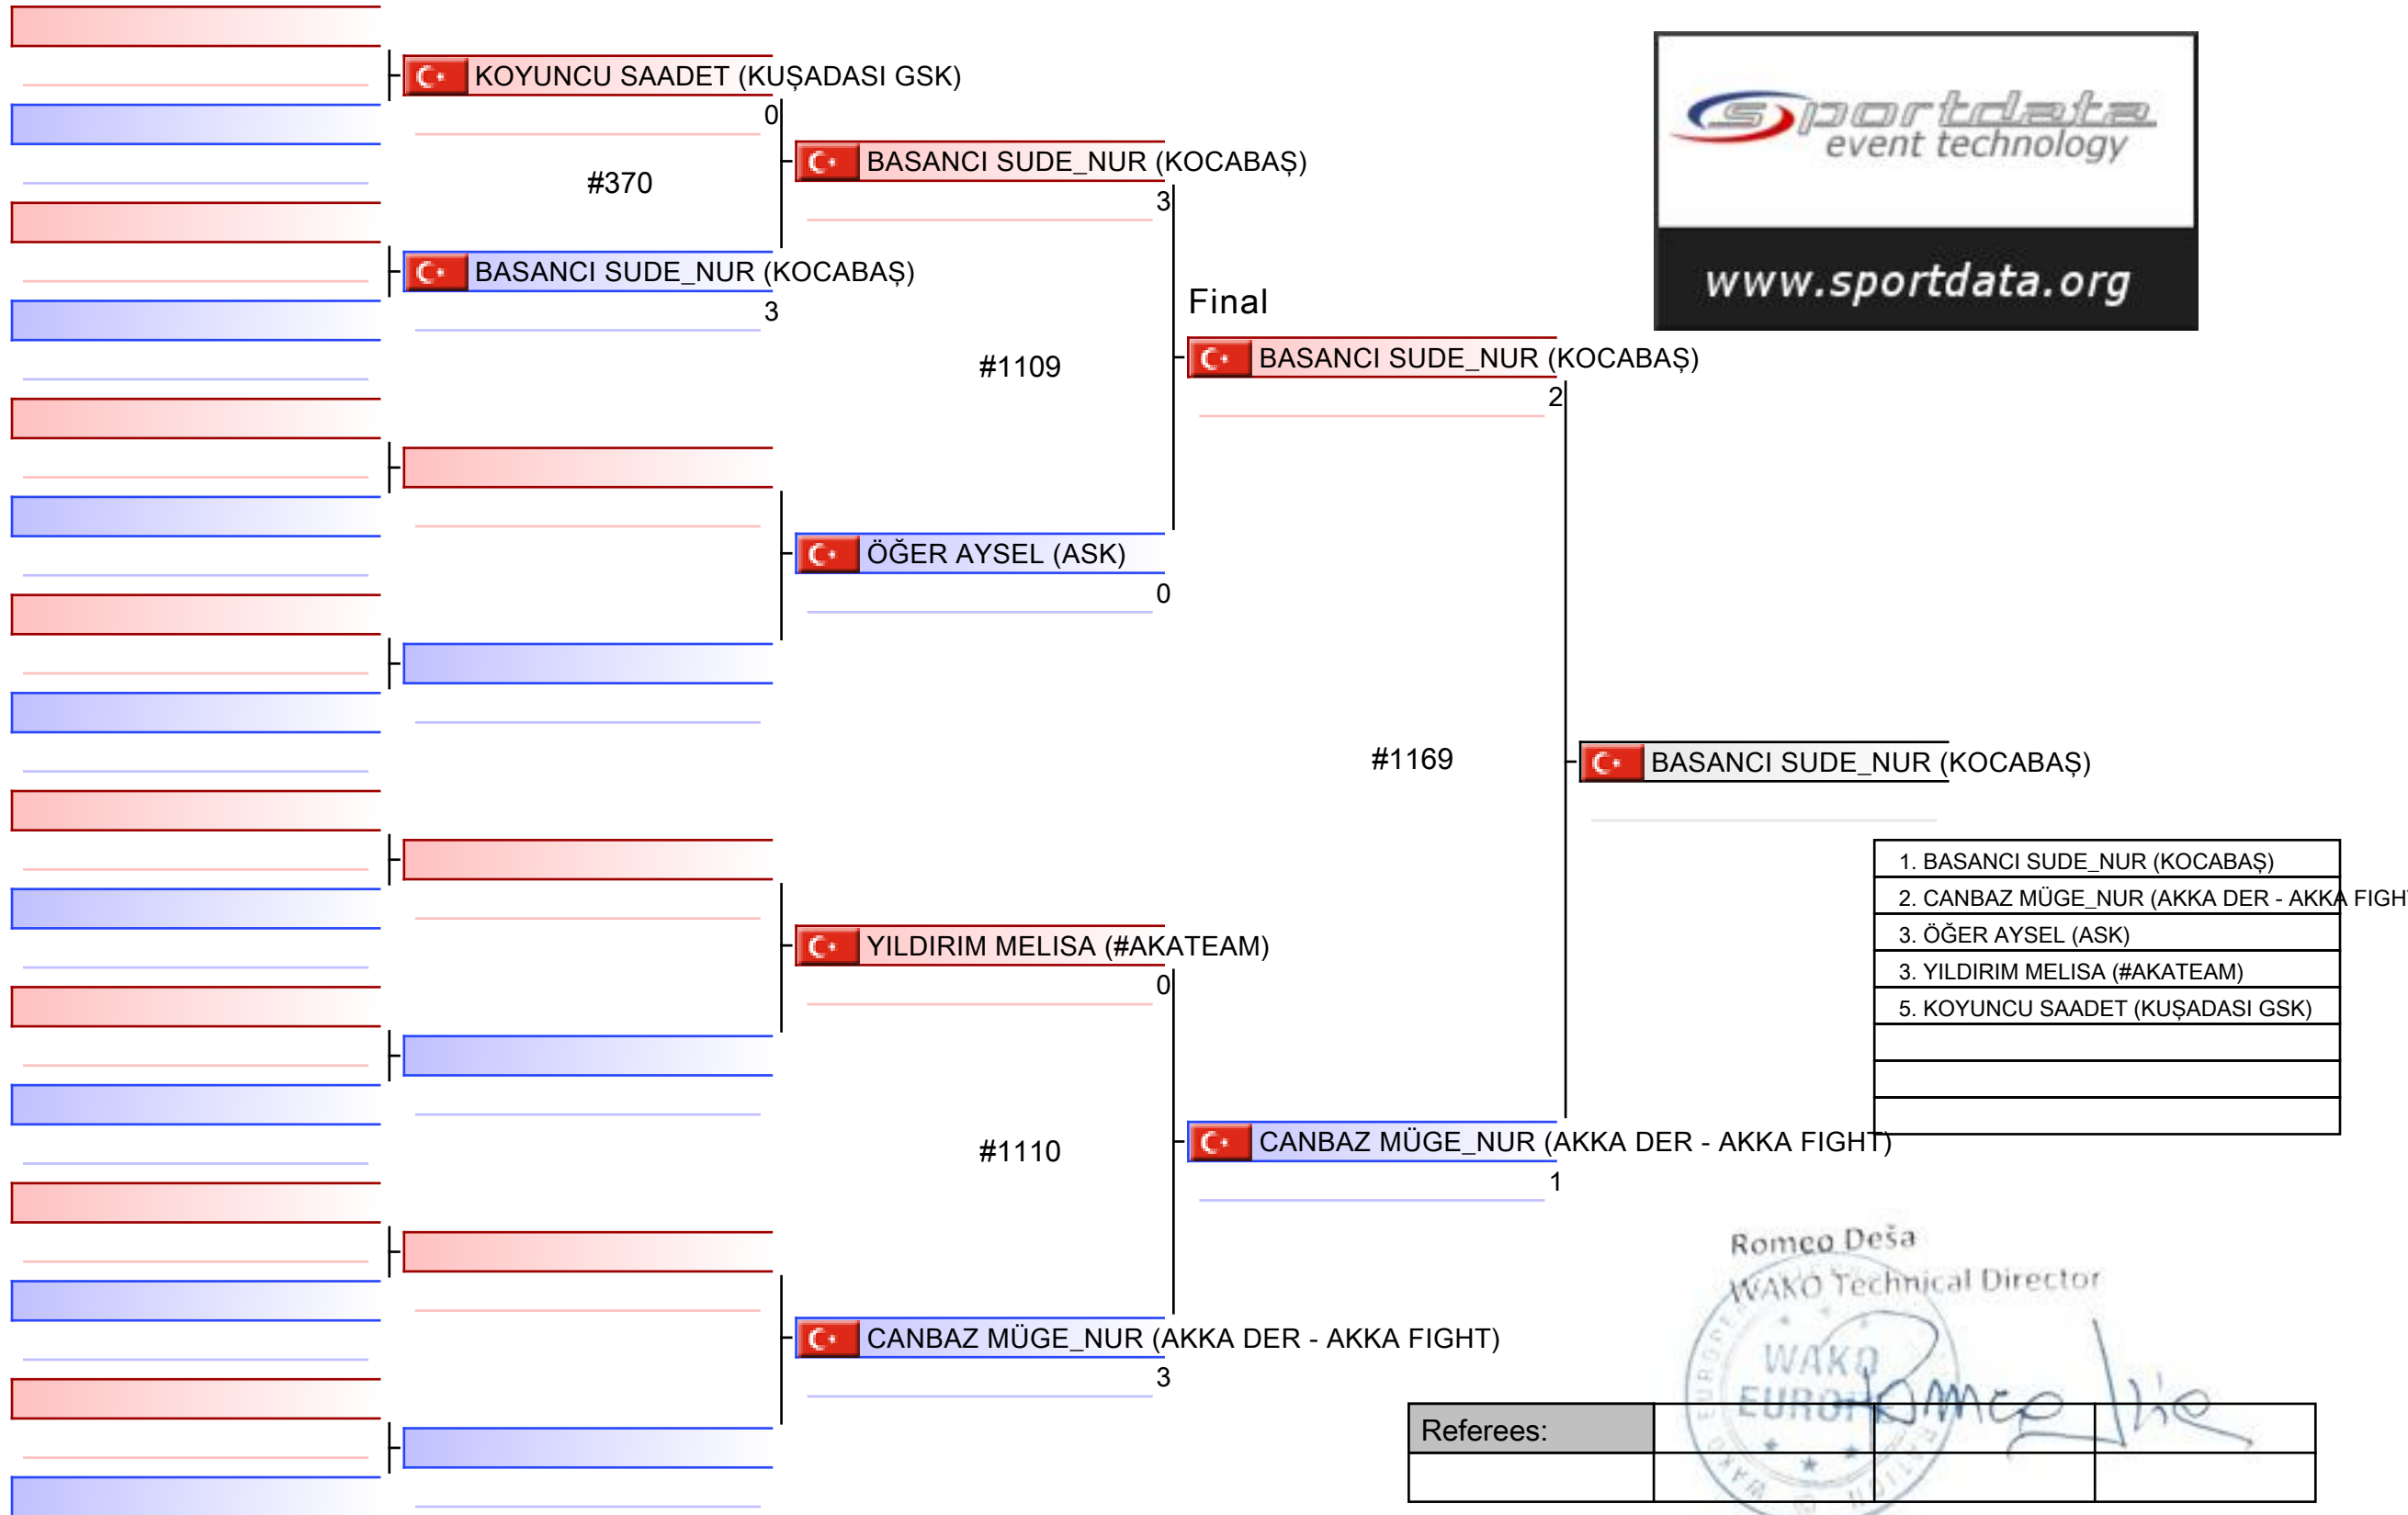 KOYUNCU SAADET (KUŞADASI GSK)
0
#370
BASANCI SUDE_NUR (KOCABAŞ)
3
BASANCI SUDE_NUR (KOCABAŞ)
3
#1109
ÖĞER AYSEL (ASK)
0
Final
BASANCI SUDE_NUR (KOCABAŞ)
2
#1169
BASANCI SUDE_NUR (KOCABAŞ)
YILDIRIM MELISA (#AKATEAM)
0
#1110
CANBAZ MÜGE_NUR (AKKA DER - AKKA FIGHT)
3
CANBAZ MÜGE_NUR (AKKA DER - AKKA FIGHT)
1
sportdata
event technology
www.sportdata.org
1. BASANCI SUDE_NUR (KOCABAŞ)
2. CANBAZ MÜGE_NUR (AKKA DER - AKKA FIGH
3. ÖĞER AYSEL (ASK)
3. YILDIRIM MELISA (#AKATEAM)
5. KOYUNCU SAADET (KUŞADASI GSK)
Romeo Deša
WAKO Technical Director
WAKO
EUROPE
Referees: